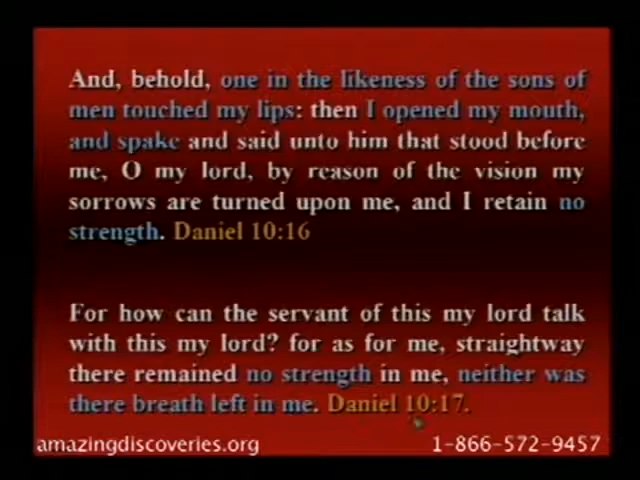 And, behold, one in the likeness of the sons of
men touched my lips: then I opened my mouth,
and spake and said unto him that stood before
me, O my lord, by reason of the vision my
sorrows are turned upon me, and I retain no
strength. Daniel 10:16
For how can the servant of this my lord talk
with this my lord? for as for me, straightway
there remained no strength in me, neither was
there breath left in me. Daniel 10:17.
amazingdiscoveries.org
1-866-572-9457